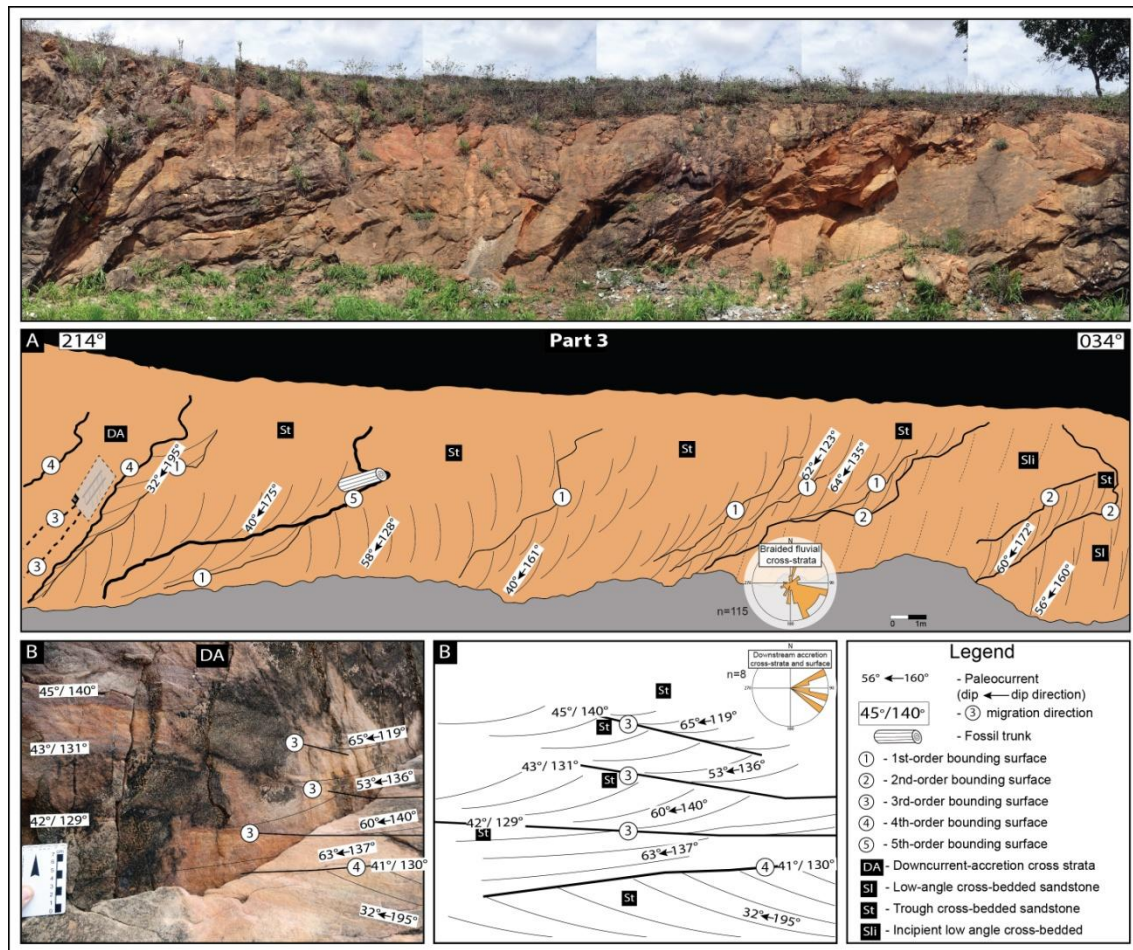 A
214°
Part 3
034°
DA
St
St
St
St
Sli
St
Sl
4
4
1
3
3
5
1
1
1
1
1
2
2
2
32°←195°
40°←175°
58°←128°
40°←161°
62°←123°
64°←135°
60°←172°
56°←160°
Braided fluvial
cross-strata
N
270°
90°
180°
n=115
0 1m
B
DA
45°/ 140°
43°/ 131°
42°/ 129°
3
65°←119°
3
53°←136°
3
60°←140°
63°←137°
4
41°/ 130°
32°←195°
B
N
Downstream accretion
cross-strata and surface
n=8
270°
90
180°
St
45°/ 140°
3
65°←119°
St
43°/ 131°
St
3
53°←136°
60°←140°
42°/ 129°
St
3
63°←137°
4
41°/ 130°
St
32°←195°
Legend
56° ←160° - Paleocurrent
(dip ← dip direction)
45°/140° - 3 migration direction
- Fossil trunk
1 - 1st-order bounding surface
2 - 2nd-order bounding surface
3 - 3rd-order bounding surface
4 - 4th-order bounding surface
5 - 5th-order bounding surface
DA - Downcurrent-accretion cross strata
Sl - Low-angle cross-bedded sandstone
St - Trough cross-bedded sandstone
Sli - Incipient low angle cross-bedded